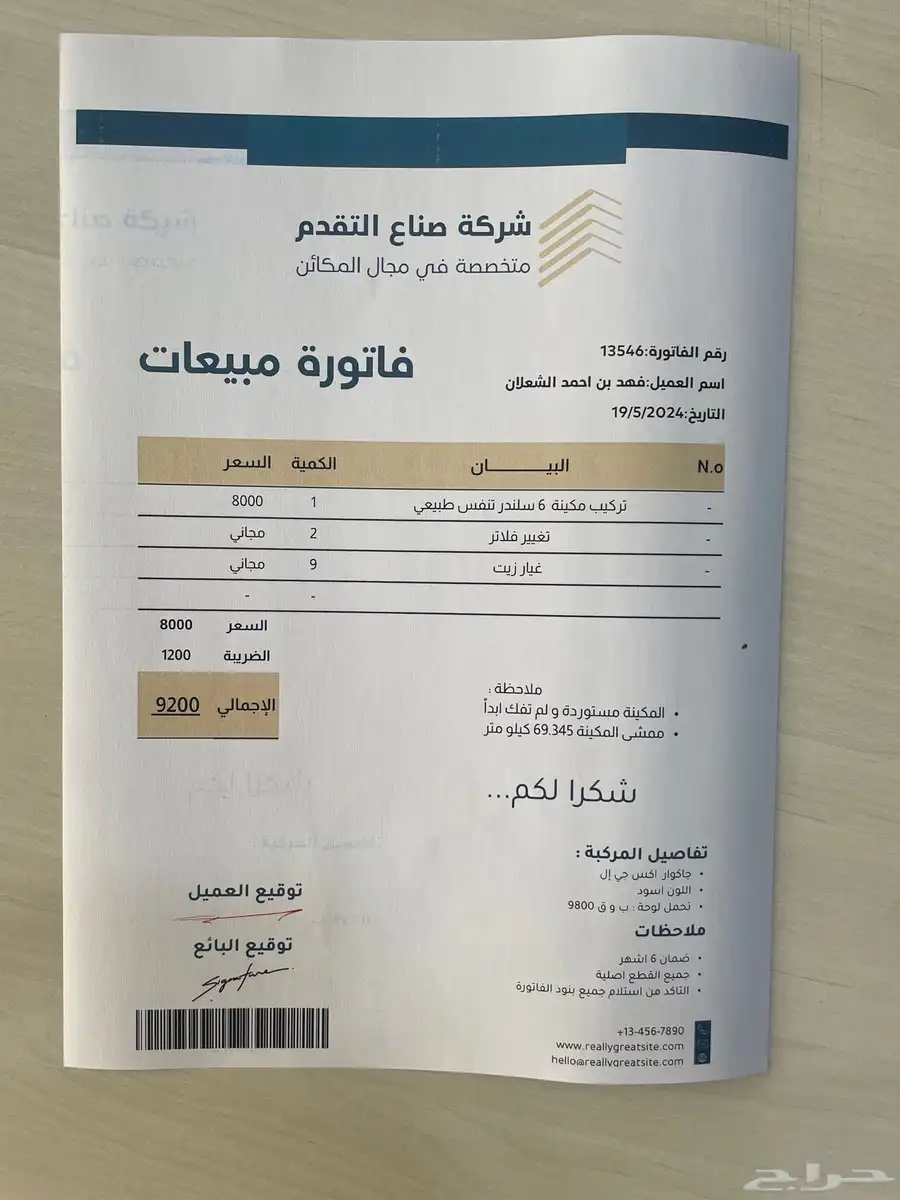 شركة صناع التقدم
متخصصة في مجال المكائن
رقم الفاتورة:13546
اسم العميل:فهد بن احمد الشعلان
التاريخ:19/5/2024
فاتورة مبيعات
N.o البيـــــــــان الكمية السعر
- تركيب مكينة 6 سلندر تنفس طبيعي 1 8000
- تغيير فلاتر 2 مجاني
- غيار زيت 9 مجاني
- -
السعر 8000
الضريبة 1200
الإجمالي 9200
ملاحظة :
• المكينة مستوردة و لم تفك ابداً
• ممشى المكينة 69.345 كيلو متر
شكرا لكم...
تفاصيل المركبة :
• جاكوار اكس جي إل
• اللون اسود
• تحمل لوحة : ب و ق 9800
ملاحظات
• ضمان 6 اشهر
• جميع القطع اصلية
• التاكد من استلام جميع بنود الفاتورة
توقيع العميل
توقيع البائع
Signature
+13-456-7890
www.reallygreatsite.com
hello@reallygreatsite.com
حراج